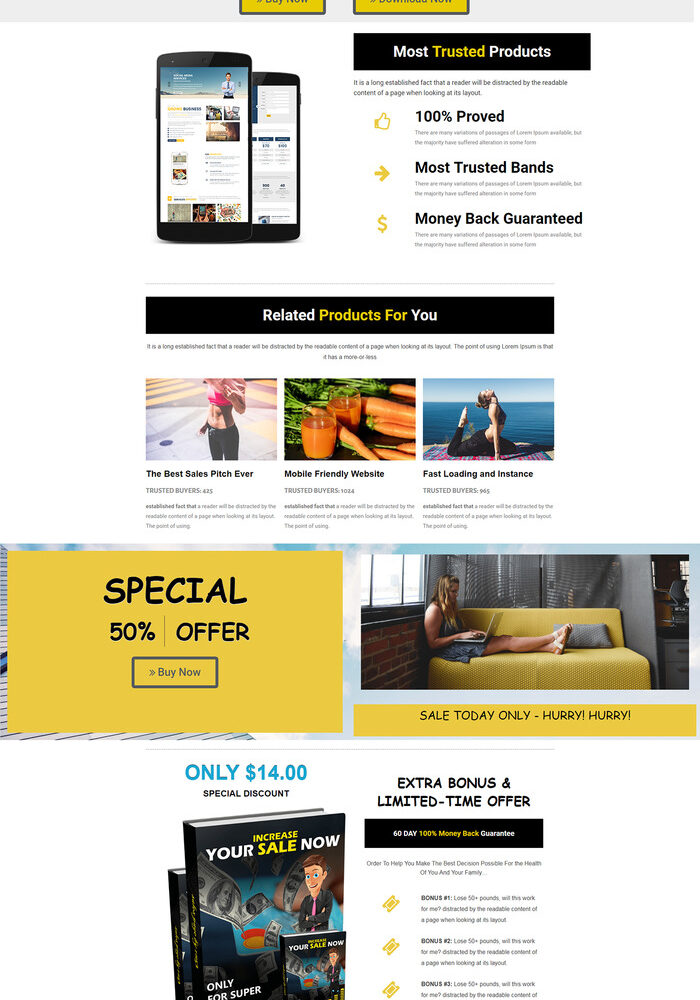 » Buy Now
» Download Now
Most Trusted Products
It is a long established fact that a reader will be distracted by the readable
content of a page when looking at its layout.
100% Proved
There are many variations of passages of Lorem Ipsum available, but
the majority have suffered alteration in some form
Most Trusted Bands
There are many variations of passages of Lorem Ipsum available, but
the majority have suffered alteration in some form
Money Back Guaranteed
There are many variations of passages of Lorem Ipsum available, but
the majority have suffered alteration in some form
Related Products For You
It is a long established fact that a reader will be distracted by the readable content of a page when looking at its layout. The point of using Lorem Ipsum is that
it has a more-or-less
The Best Sales Pitch Ever
TRUSTED BUYERS: 425
established fact that a reader will be distracted by the
readable content of a page when looking at its layout.
The point of using.
Mobile Friendly Website
TRUSTED BUYERS: 1024
established fact that a reader will be distracted by the
readable content of a page when looking at its layout.
The point of using.
Fast Loading and Instance
TRUSTED BUYERS: 965
established fact that a reader will be distracted by the
readable content of a page when looking at its layout.
The point of using.
SPECIAL
50% OFFER
» Buy Now
SALE TODAY ONLY - HURRY! HURRY!
ONLY $14.00
SPECIAL DISCOUNT
INCREASE
YOUR SALE NOW
INCREASE
YOUR SALE NOW
ONLY
FOR SUPER
EXTRA BONUS &
LIMITED-TIME OFFER
60 DAY 100% Money Back Guarantee
Order To Help You Make The Best Decision Possible For the Health
Of You And Your Family...
BONUS #1: Lose 50+ pounds, will this work
for me? distracted by the readable content of
a page when looking at its layout
BONUS #2: Lose 50+ pounds, will this work
for me? distracted by the readable content of
a page when looking at its layout
BONUS #3: Lose 50+ pounds, will this work
for me? distracted by the readable content of